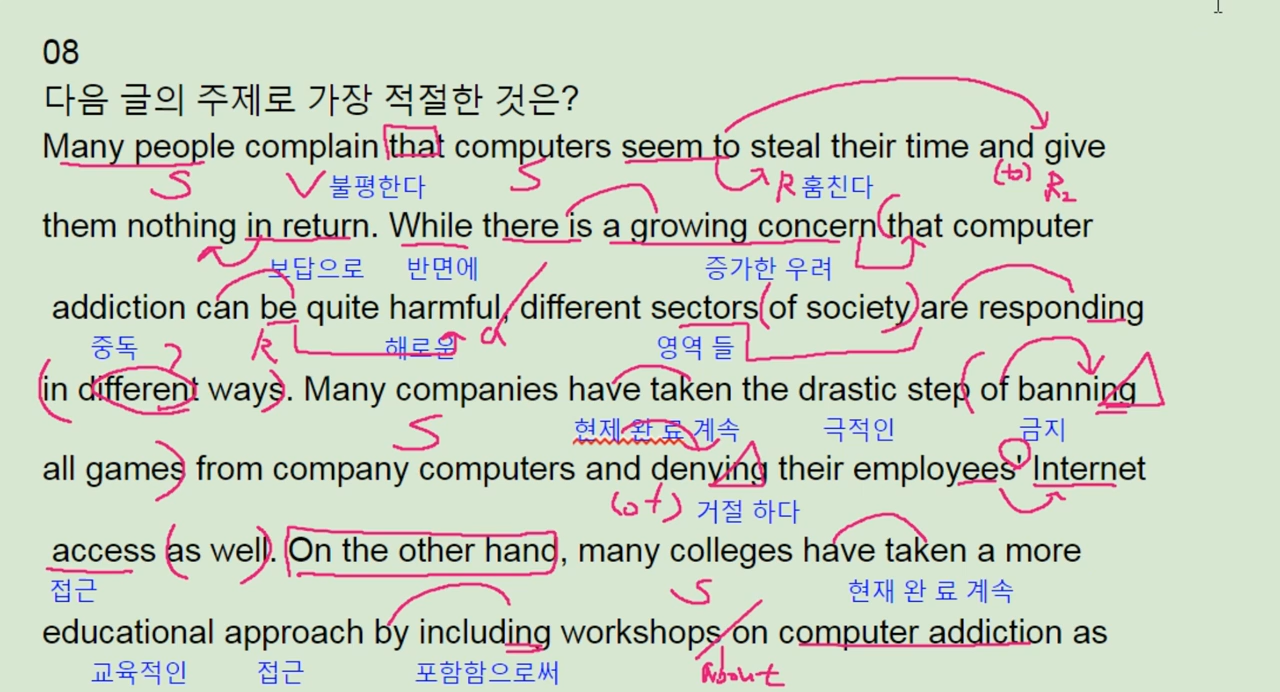 08
다음 글의 주제로 가장 적절한 것은?
Many people complain that computers seem to steal their time and give
S V 불평한다 S R 훔친다 (to) R₂
them nothing in return. While there is a growing concern that computer
보답으로 반면에 증가한 우려
addiction can be quite harmful, different sectors of society are responding
중독 R 해로운 영역 들
in different ways. Many companies have taken the drastic step of banning
S 현제 완 료 계속 극적인 금지
all games from company computers and denying their employees' Internet
(of) 거절 하다
access as well. On the other hand, many colleges have taken a more
접근 S 현재 완 료 계속
educational approach by including workshops on computer addiction as
교육적인 접근 포함함으로써 About